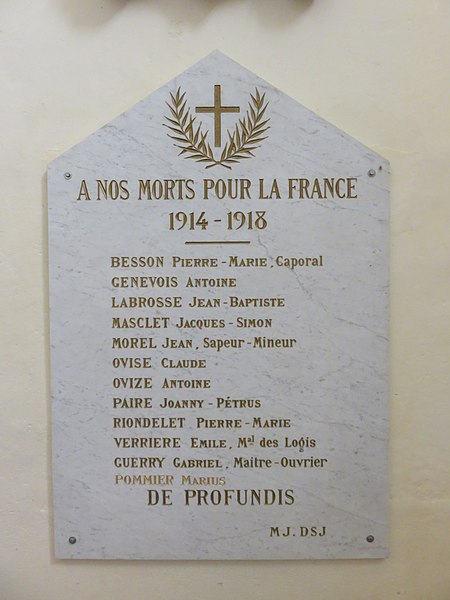 A NOS MORTS POUR LA FRANCE
1914 - 1918
BESSON PIERRE - MARIE, CAPORAL
GENEVOIS ANTOINE
LABROSSE JEAN - BAPTISTE
MASCLET JACQUES - SIMON
MOREL JEAN, SAPEUR - MINEUR
OVISE CLAUDE
OVIZE ANTOINE
PAIRE JOANNY - PÉTRUS
RIONDELET PIERRE - MARIE
VERRIERE EMILE, Mal des Logis
GUERRY GABRIEL, MAITRE - OUVRIER
POMMIER MARIUS
DE PROFUNDIS
MJ. DSJ